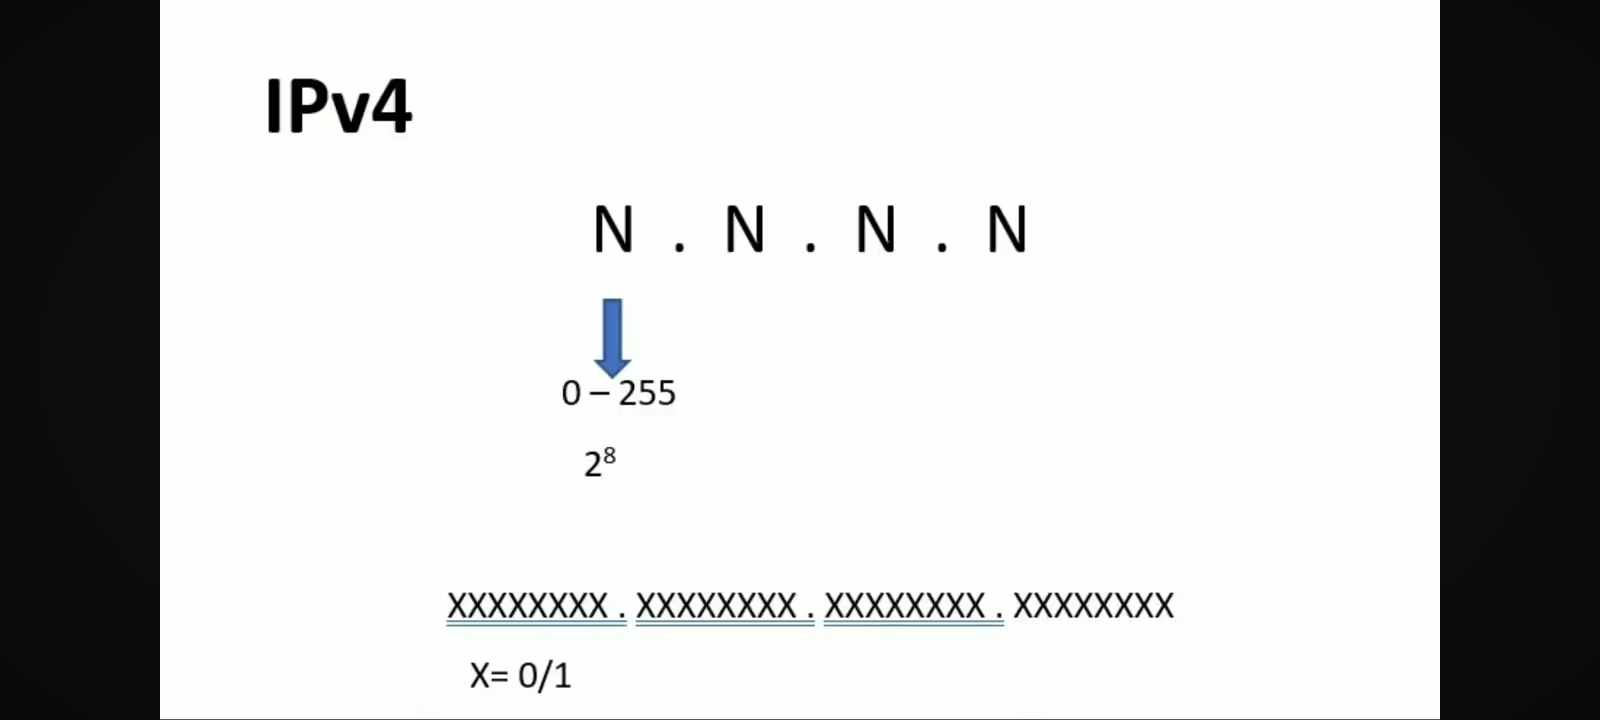 IPv4
N . N . N . N
0 – 255
2⁸
XXXXXXXX . XXXXXXXX . XXXXXXXX . XXXXXXXX
X= 0/1